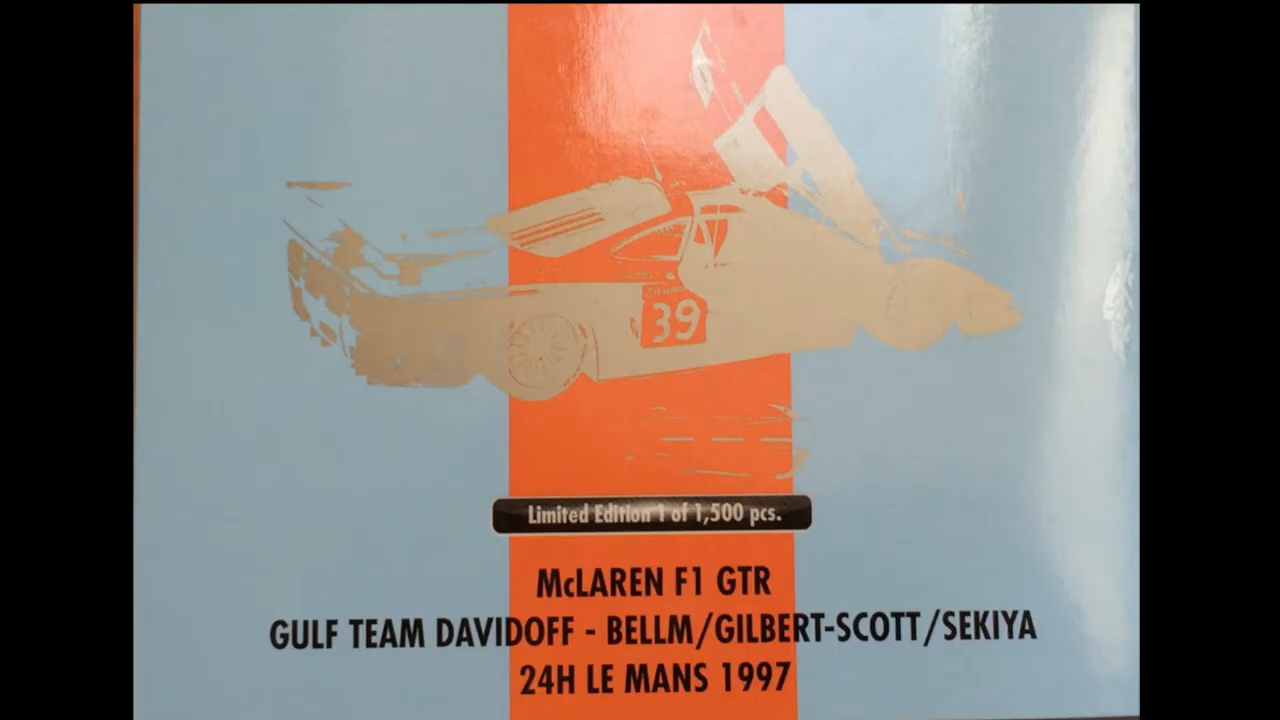 39
Limited Edition 1 of 1,500 pcs.
McLAREN F1 GTR
GULF TEAM DAVIDOFF - BELLM/GILBERT-SCOTT/SEKIYA
24H LE MANS 1997